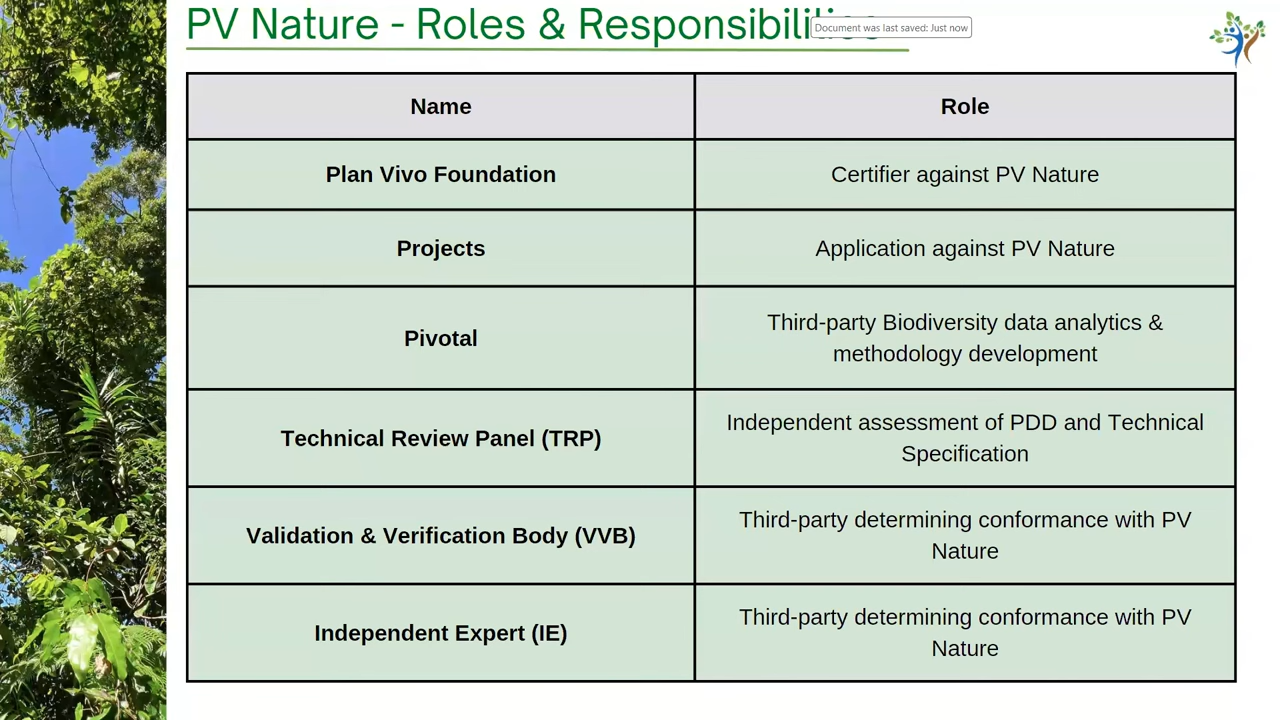 PV Nature - Roles & Responsibilities
Document was last saved: Just now
Name
Role
Plan Vivo Foundation
Certifier against PV Nature
Projects
Application against PV Nature
Pivotal
Third-party Biodiversity data analytics &
methodology development
Technical Review Panel (TRP)
Independent assessment of PDD and Technical
Specification
Validation & Verification Body (VVB)
Third-party determining conformance with PV
Nature
Independent Expert (IE)
Third-party determining conformance with PV
Nature